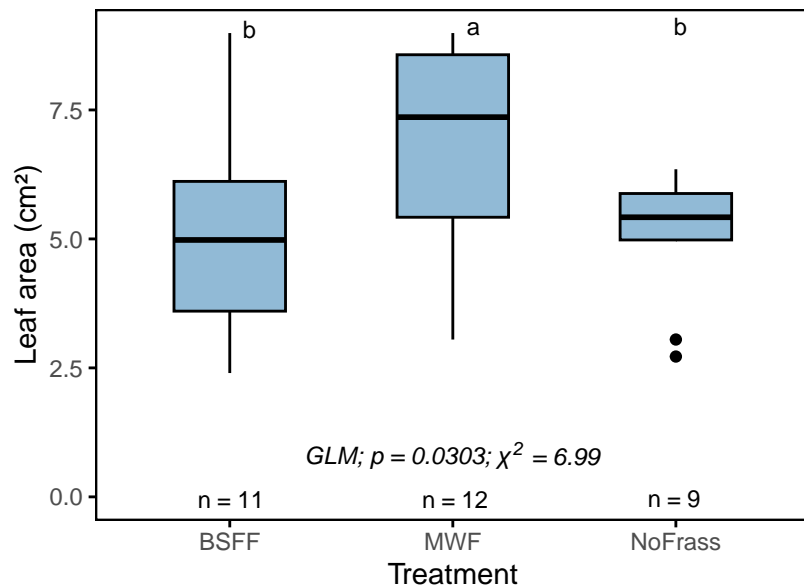 b a b
Leaf area (cm²)
7.5
5.0
2.5
0.0
GLM; p = 0.0303; χ² = 6.99
n = 11 n = 12 n = 9
BSFF MWF NoFrass
Treatment